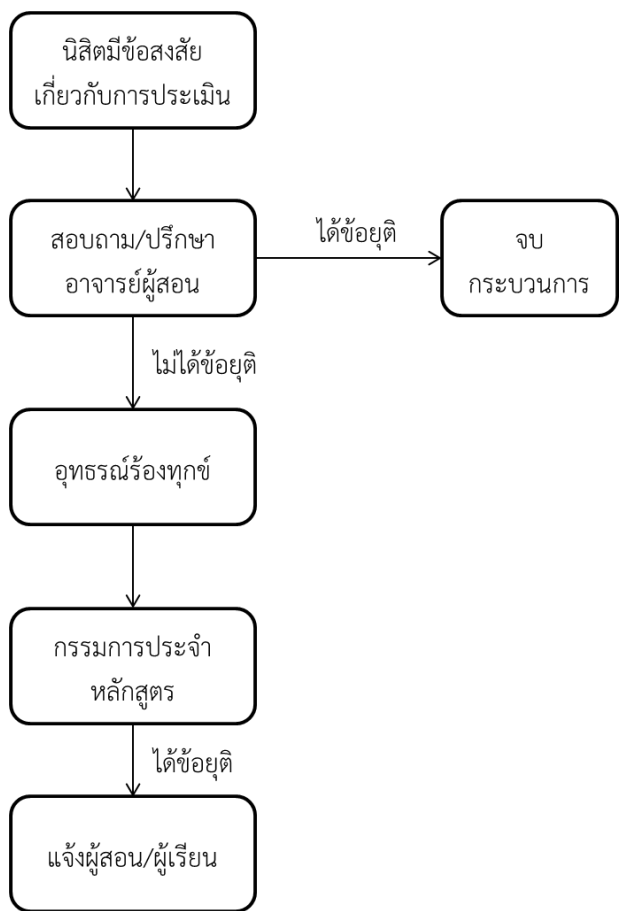 นิสิตมีข้อสงสัย
เกี่ยวกับการประเมิน
สอบถาม/ปรึกษา
อาจารย์ผู้สอน
ได้ข้อยุติ
จบ
กระบวนการ
ไม่ได้ข้อยุติ
อุทธรณ์ร้องทุกข์
กรรมการประจำ
หลักสูตร
ได้ข้อยุติ
แจ้งผู้สอน/ผู้เรียน